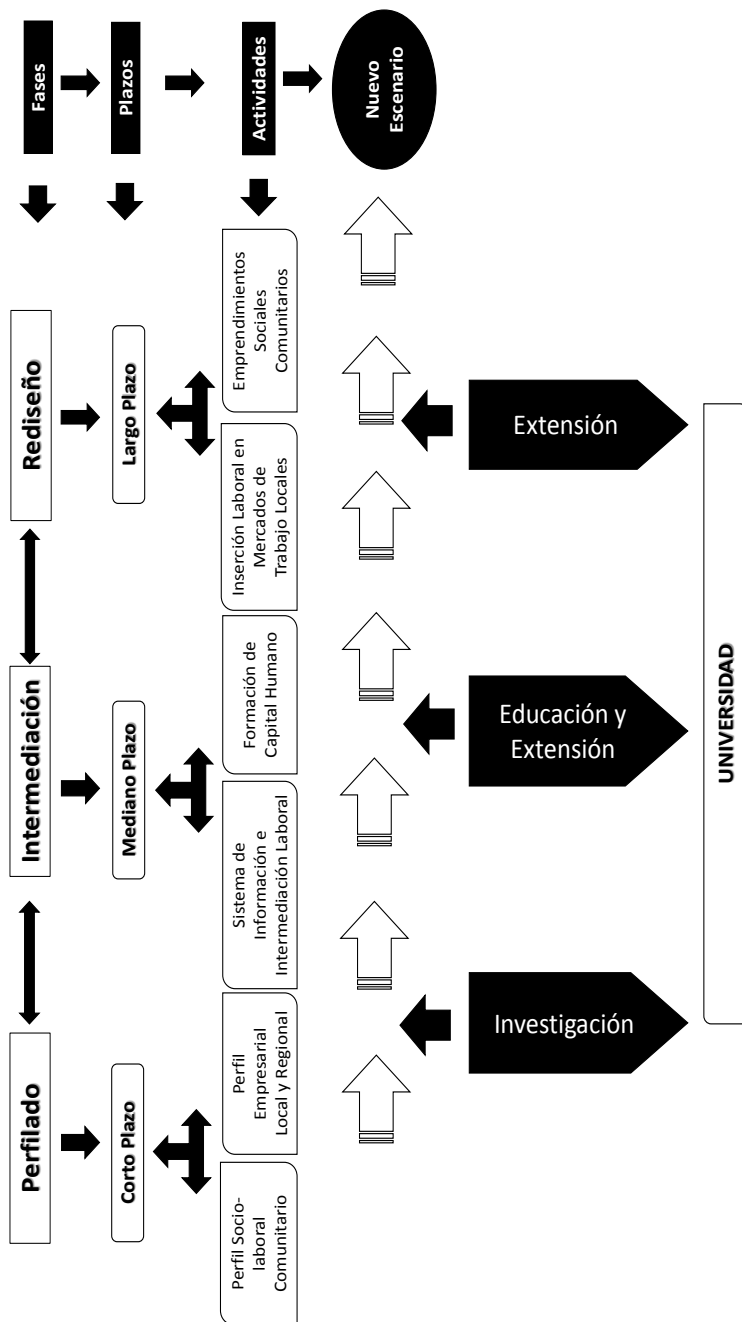 Perfilado
Intermediación
Rediseño
Fases
Corto Plazo
Mediano Plazo
Largo Plazo
Plazos
Perfil Socio-
laboral
Comunitario
Perfil
Empresarial
Local y Regional
Sistema de
Información e
Intermediación Laboral
Formación de
Capital Humano
Inserción Laboral en
Mercados de
Trabajo Locales
Emprendimientos
Sociales
Comunitarios
Actividades
Nuevo
Escenario
Investigación
Educación y
Extensión
Extensión
UNIVERSIDAD